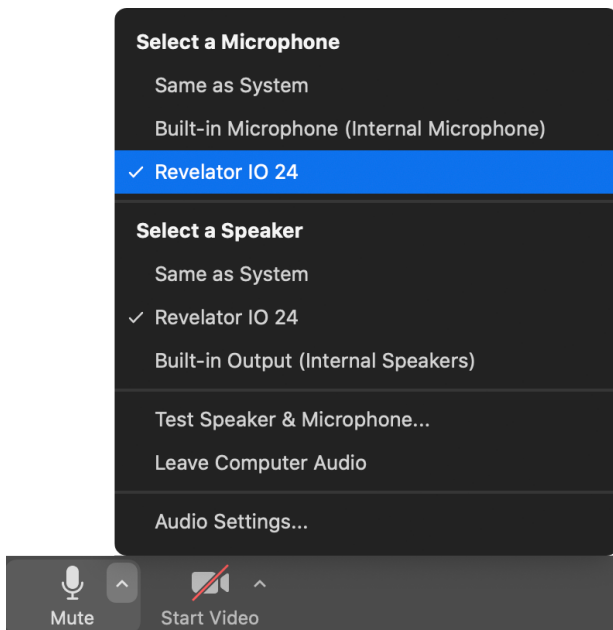 Select a Microphone
Same as System
Built-in Microphone (Internal Microphone)
Revelator IO 24
Select a Speaker
Same as System
Revelator IO 24
Built-in Output (Internal Speakers)
Test Speaker & Microphone...
Leave Computer Audio
Audio Settings...
Mute
Start Video